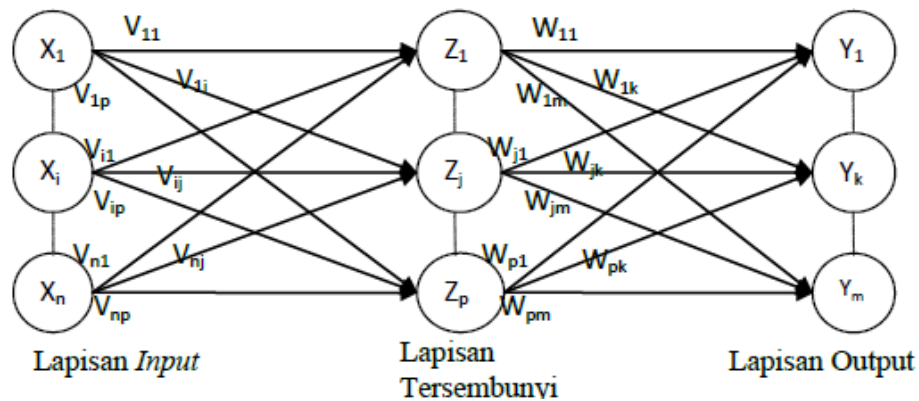 X₁ V₁₁ Z₁ W₁₁ Y₁
V₁ⱼ W₁ₖ
V₁ₚ W₁ₘ
Xᵢ Vᵢ₁ Vᵢⱼ Zⱼ Wⱼ₁ Wⱼₖ Yₖ
Vᵢₚ Wⱼₘ
Vₙ₁ Vₙⱼ Wₚ₁ Wₚₖ
Xₙ Zₚ Yₘ
Vₙₚ Wₚₘ
Lapisan Input
Lapisan
Tersembunyi
Lapisan Output